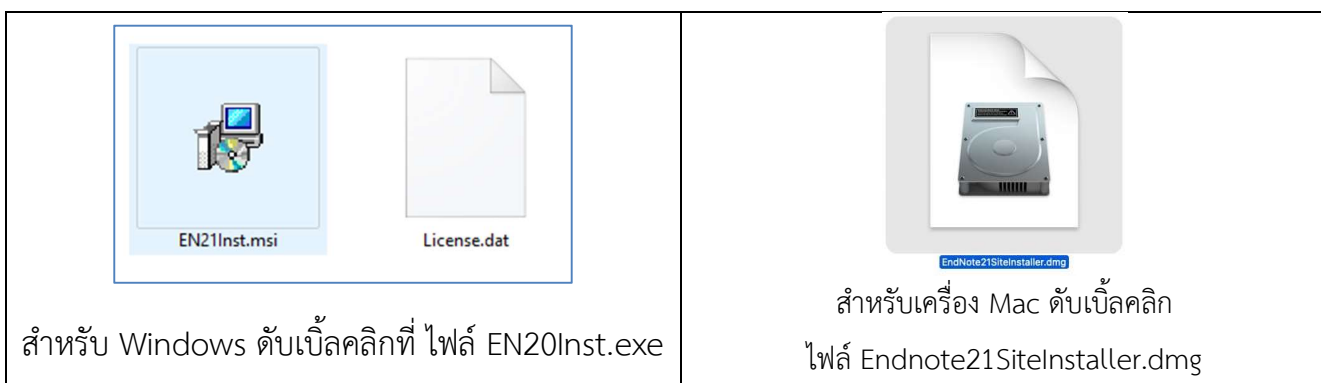 EN21Inst.msi
License.dat
สำหรับ Windows ดับเบิ้ลคลิกที่ ไฟล์ EN20Inst.exe
EndNote21SiteInstaller.dmg
สำหรับเครื่อง Mac ดับเบิ้ลคลิก
ไฟล์ Endnote21SiteInstaller.dmg